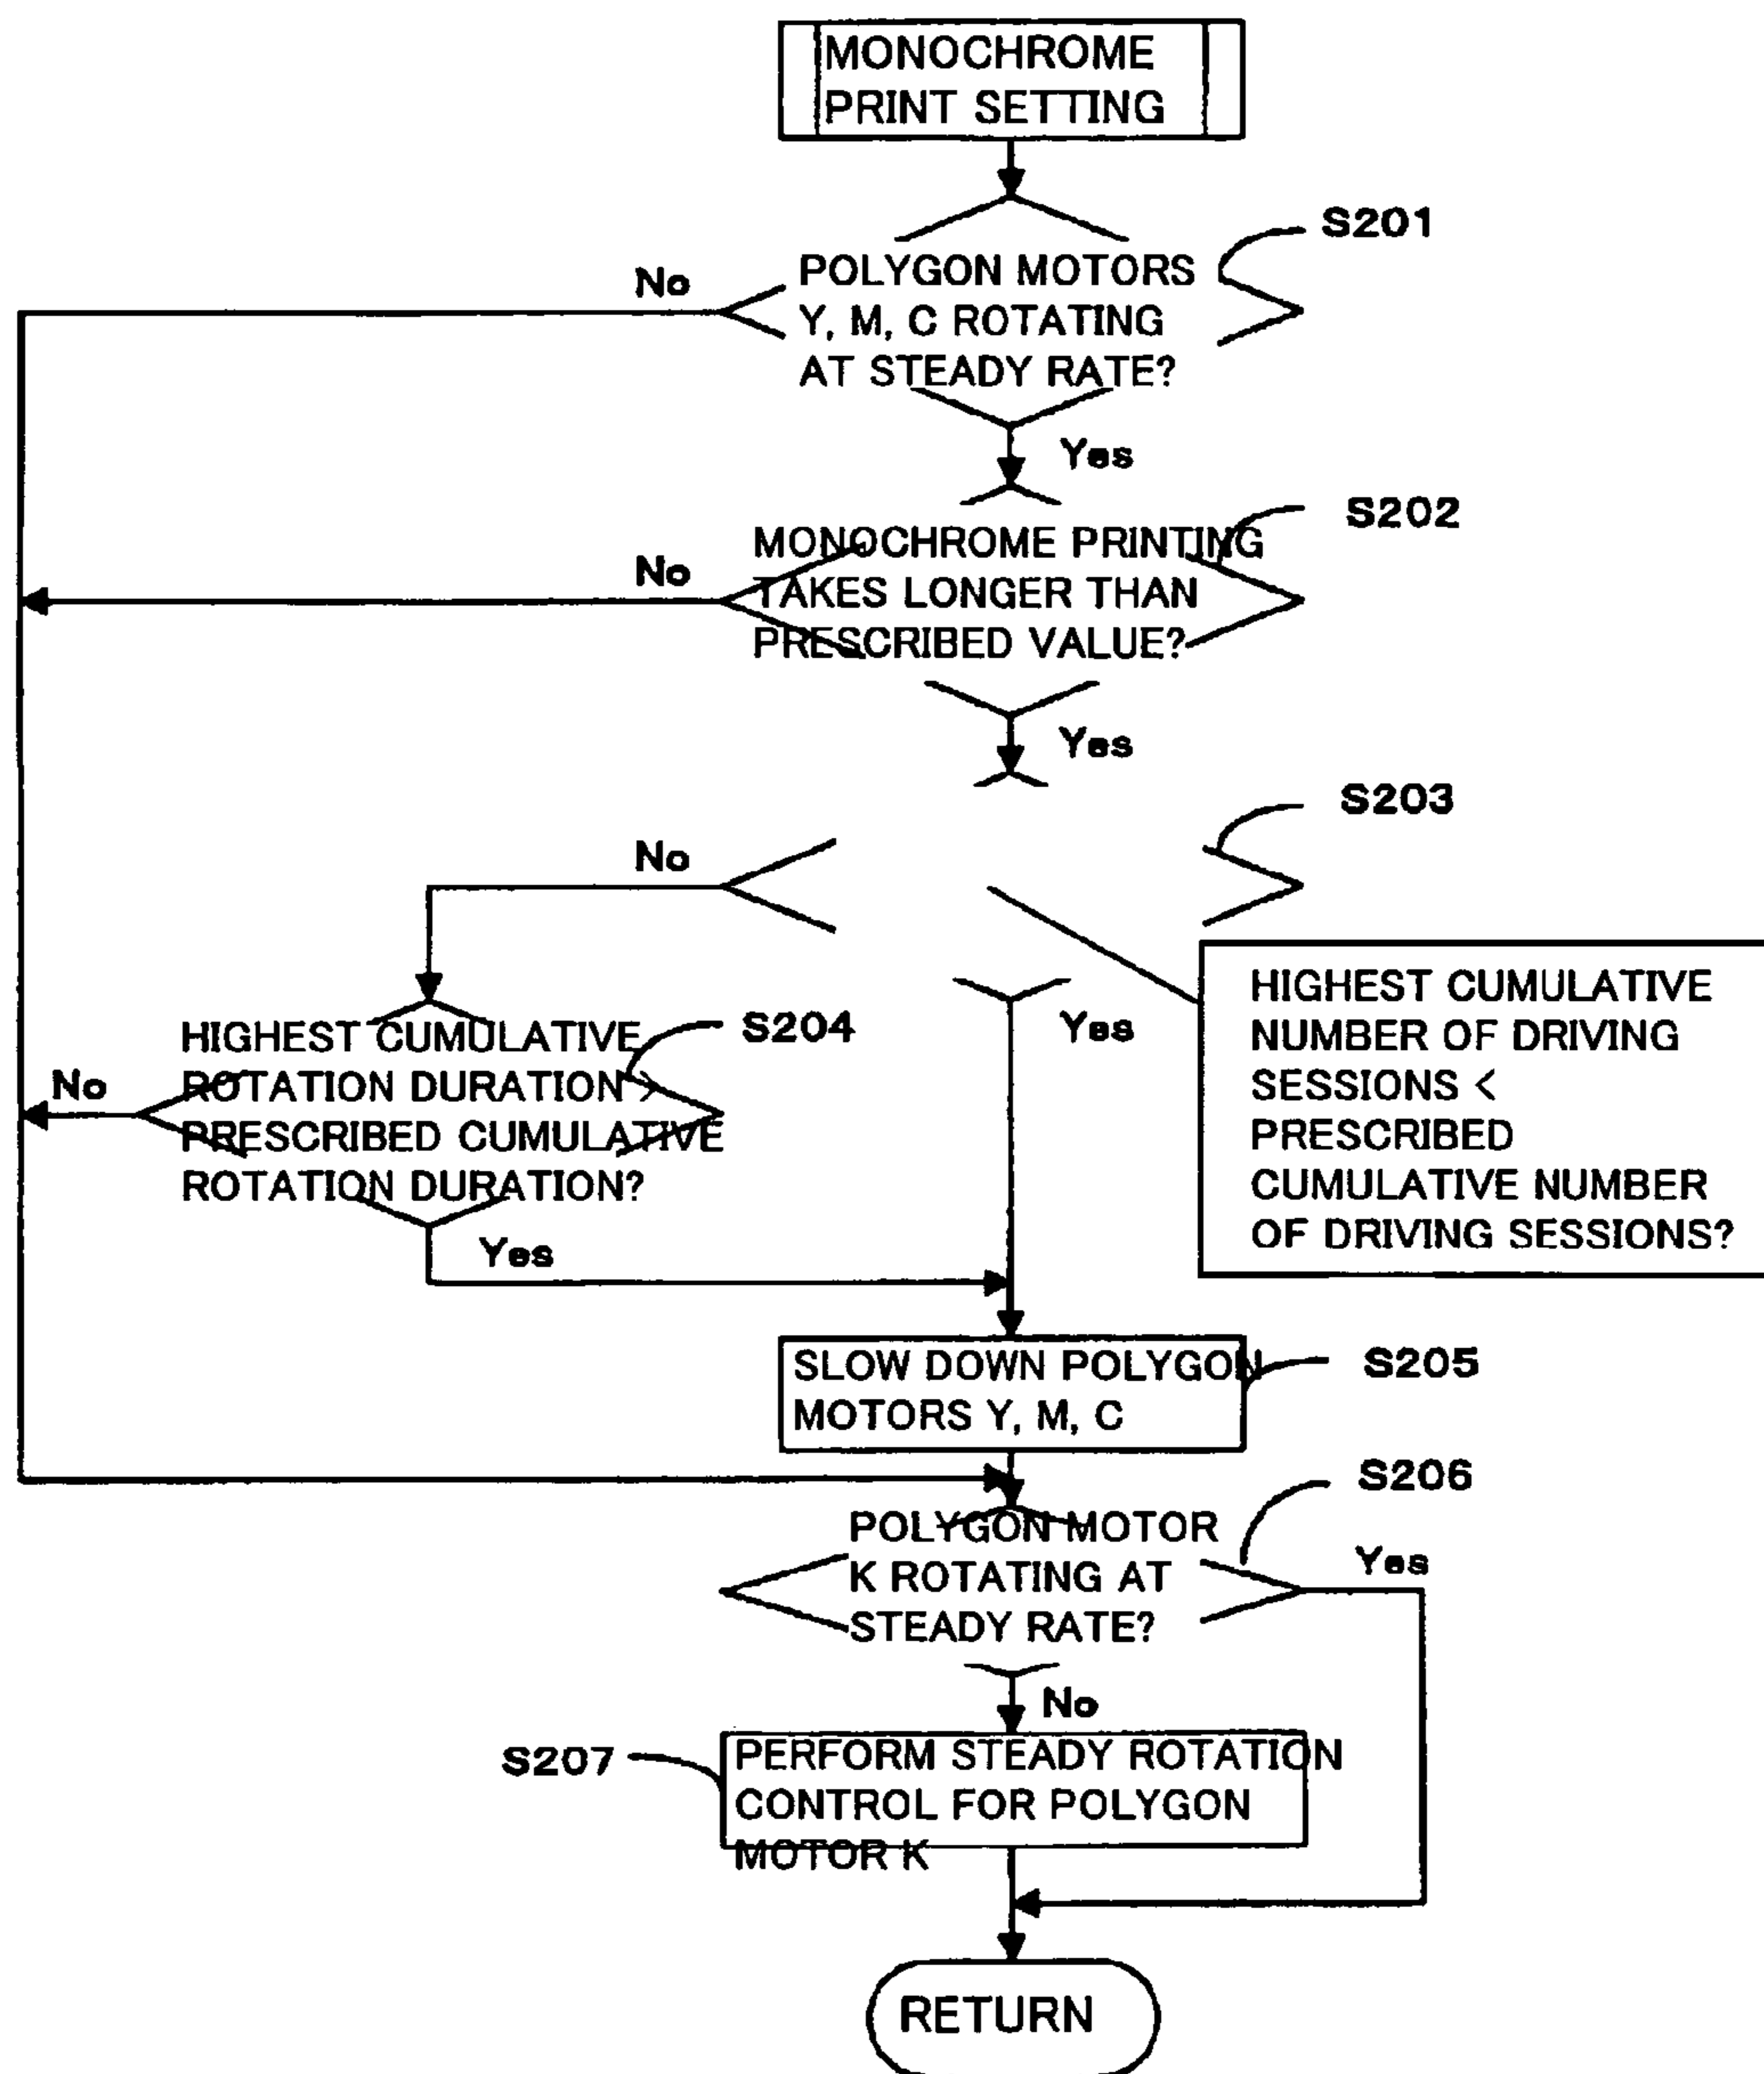 MONOCHROME
PRINT SETTING
S201
No
POLYGON MOTORS
Y, M, C ROTATING
AT STEADY RATE?
Yes
S202
No
MONOCHROME PRINTING
TAKES LONGER THAN
PRESCRIBED VALUE?
Yes
S203
No
HIGHEST CUMULATIVE
NUMBER OF DRIVING
SESSIONS <
PRESCRIBED
CUMULATIVE NUMBER
OF DRIVING SESSIONS?
Yes
S204
No
HIGHEST CUMULATIVE
ROTATION DURATION >
PRESCRIBED CUMULATIVE
ROTATION DURATION?
Yes
SLOW DOWN POLYGON
MOTORS Y, M, C
S205
S206
POLYGON MOTOR
K ROTATING AT
STEADY RATE?
Yes
No
S207
PERFORM STEADY ROTATION
CONTROL FOR POLYGON
MOTOR K
RETURN